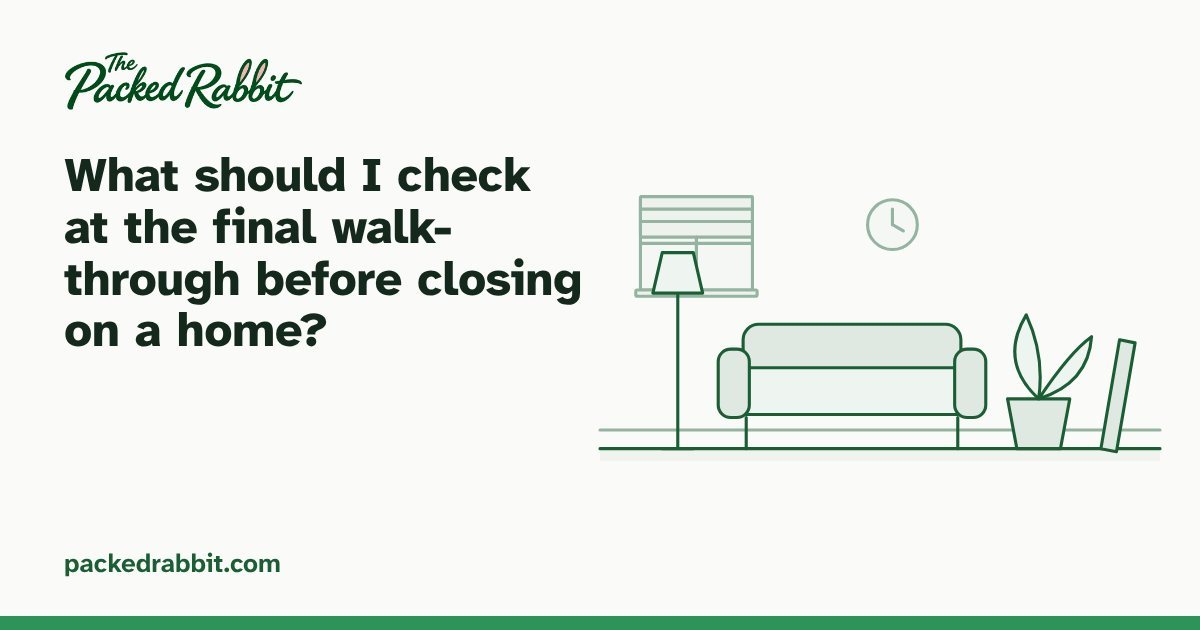 The
Packed Rabbit
What should I check
at the final walk-
through before closing
on a home?
packedrabbit.com